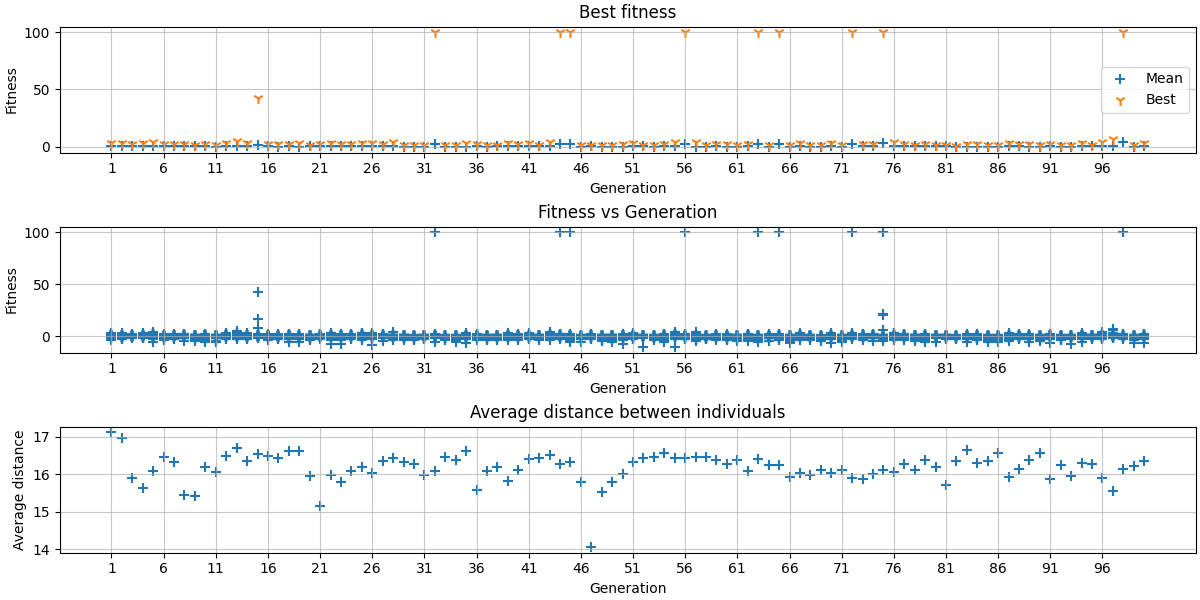 Best fitness
Fitness
100
50
0
Mean
Best
1 6 11 16 21 26 31 36 41 46 51 56 61 66 71 76 81 86 91 96
Generation
Fitness vs Generation
Fitness
100
50
0
1 6 11 16 21 26 31 36 41 46 51 56 61 66 71 76 81 86 91 96
Generation
Average distance between individuals
Average distance
17
16
15
14
1 6 11 16 21 26 31 36 41 46 51 56 61 66 71 76 81 86 91 96
Generation